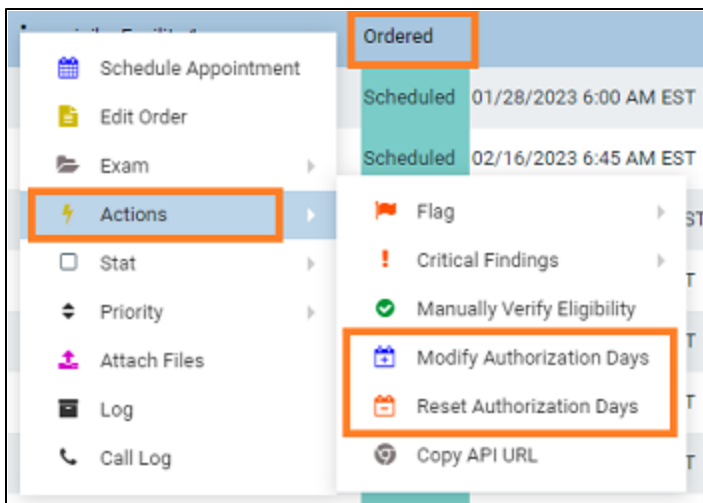 Ordered
Schedule Appointment
Edit Order
Scheduled 01/28/2023 6:00 AM EST
Exam
Scheduled 02/16/2023 6:45 AM EST
Actions
Flag
Stat
Critical Findings
Priority
Manually Verify Eligibility
Attach Files
Modify Authorization Days
Log
Reset Authorization Days
Call Log
Copy API URL